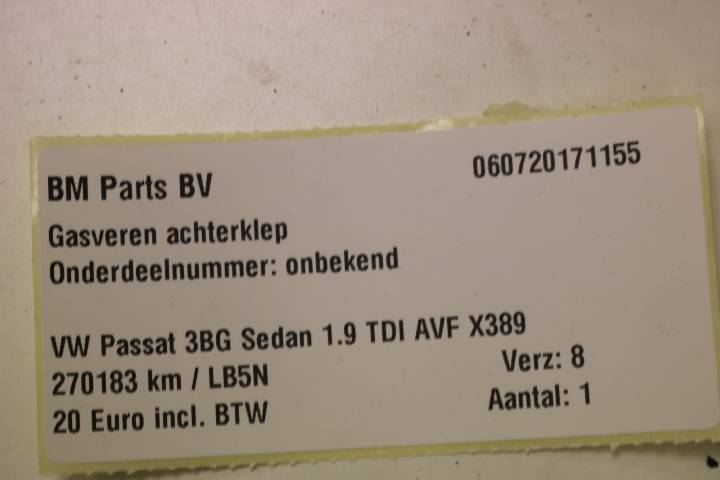 BM Parts BV
060720171155
Gasveren achterklep
Onderdeelnummer: onbekend
VW Passat 3BG Sedan 1.9 TDI AVF X389
270183 km / LB5N
Verz: 8
20 Euro incl. BTW
Aantal: 1